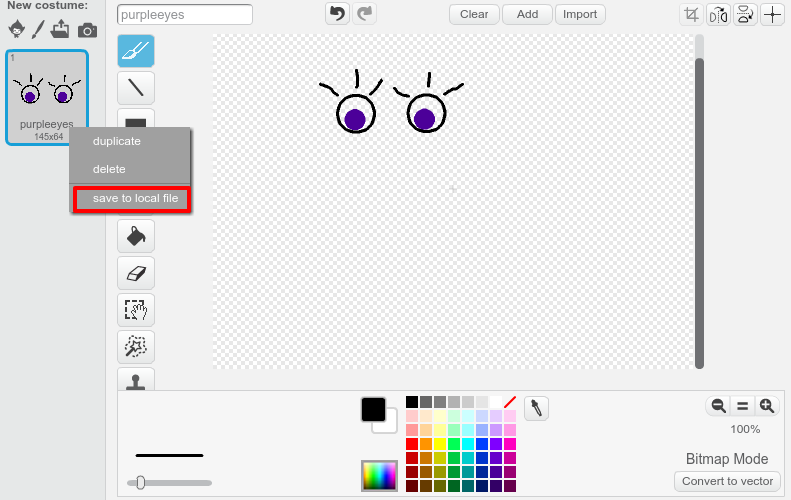 New costume:
purpleeyes
Clear
Add
Import
1
purpleeyes
145x64
duplicate
delete
save to local file
100%
Bitmap Mode
Convert to vector